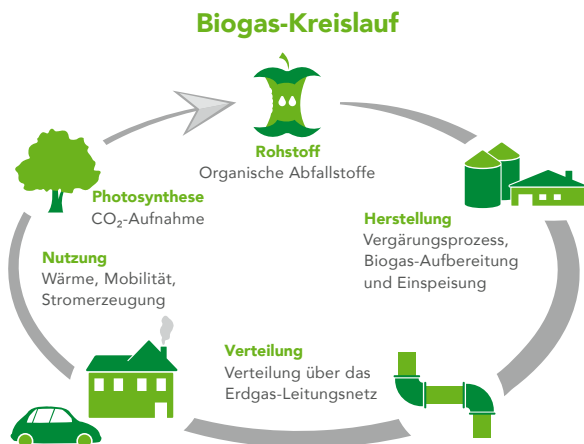 Biogas-Kreislauf
Rohstoff
Organische Abfallstoffe
Herstellung
Vergärungsprozess,
Biogas-Aufbereitung
und Einspeisung
Verteilung
Verteilung über das
Erdgas-Leitungsnetz
Nutzung
Wärme, Mobilität,
Stromerzeugung
Photosynthese
CO₂-Aufnahme